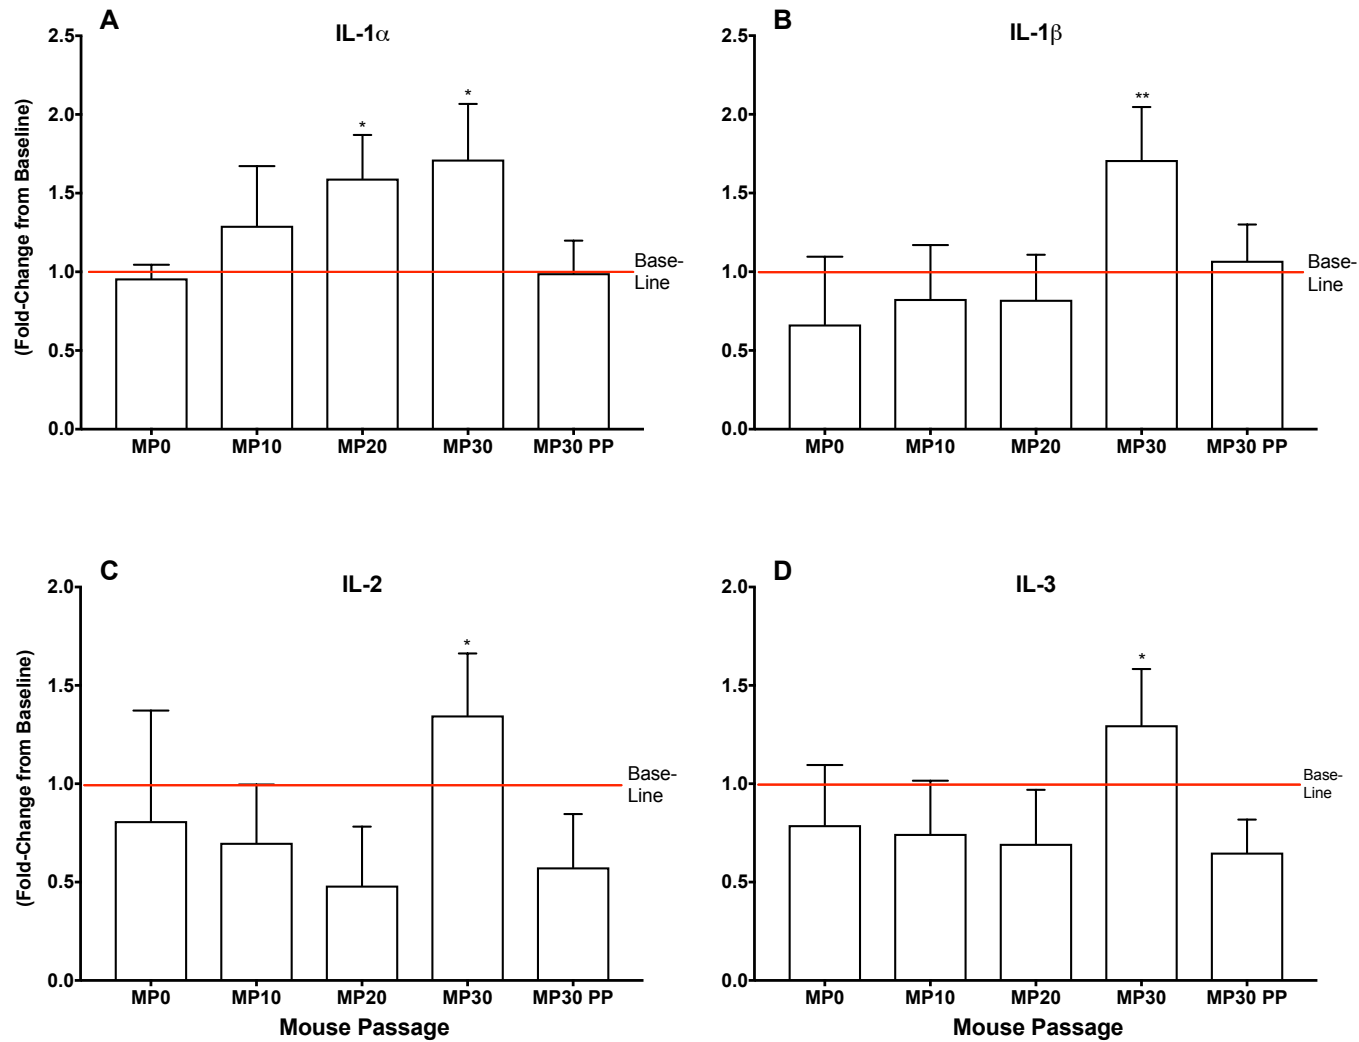 A
IL-1α
(Fold-Change from Baseline)
2.5
2.0
1.5
1.0
0.5
0.0
*
*
Base-
Line
MP0 MP10 MP20 MP30 MP30 PP
B
IL-1β
2.5
2.0
1.5
1.0
0.5
0.0
**
Base-
Line
MP0 MP10 MP20 MP30 MP30 PP
C
IL-2
(Fold-Change from Baseline)
2.0
1.5
1.0
0.5
0.0
*
Base-
Line
MP0 MP10 MP20 MP30 MP30 PP
Mouse Passage
D
IL-3
2.0
1.5
1.0
0.5
0.0
*
Base-
Line
MP0 MP10 MP20 MP30 MP30 PP
Mouse Passage